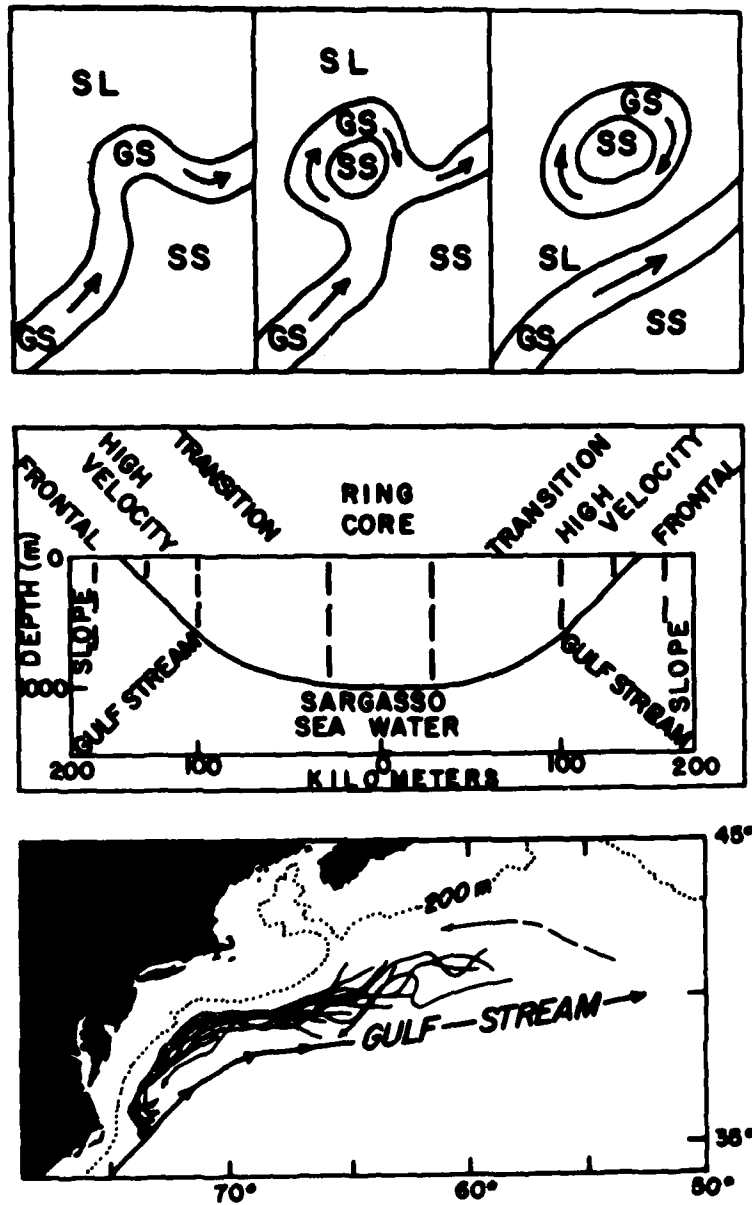 SL
GS
SS
GS
SL
GS
SS
SS
GS
GS
SS
SL
GS
SS
FRONTAL
HIGH
VELOCITY
TRANSITION
RING
CORE
TRANSITION
HIGH
VELOCITY
FRONTAL
DEPTH (m)
0
1000
SLOPE
GULF STREAM
SARGASSO
SEA WATER
GULF STREAM
SLOPE
200
100
0
100
200
KILOMETERS
45°
200 m
GULF STREAM
35°
70°
60°
50°